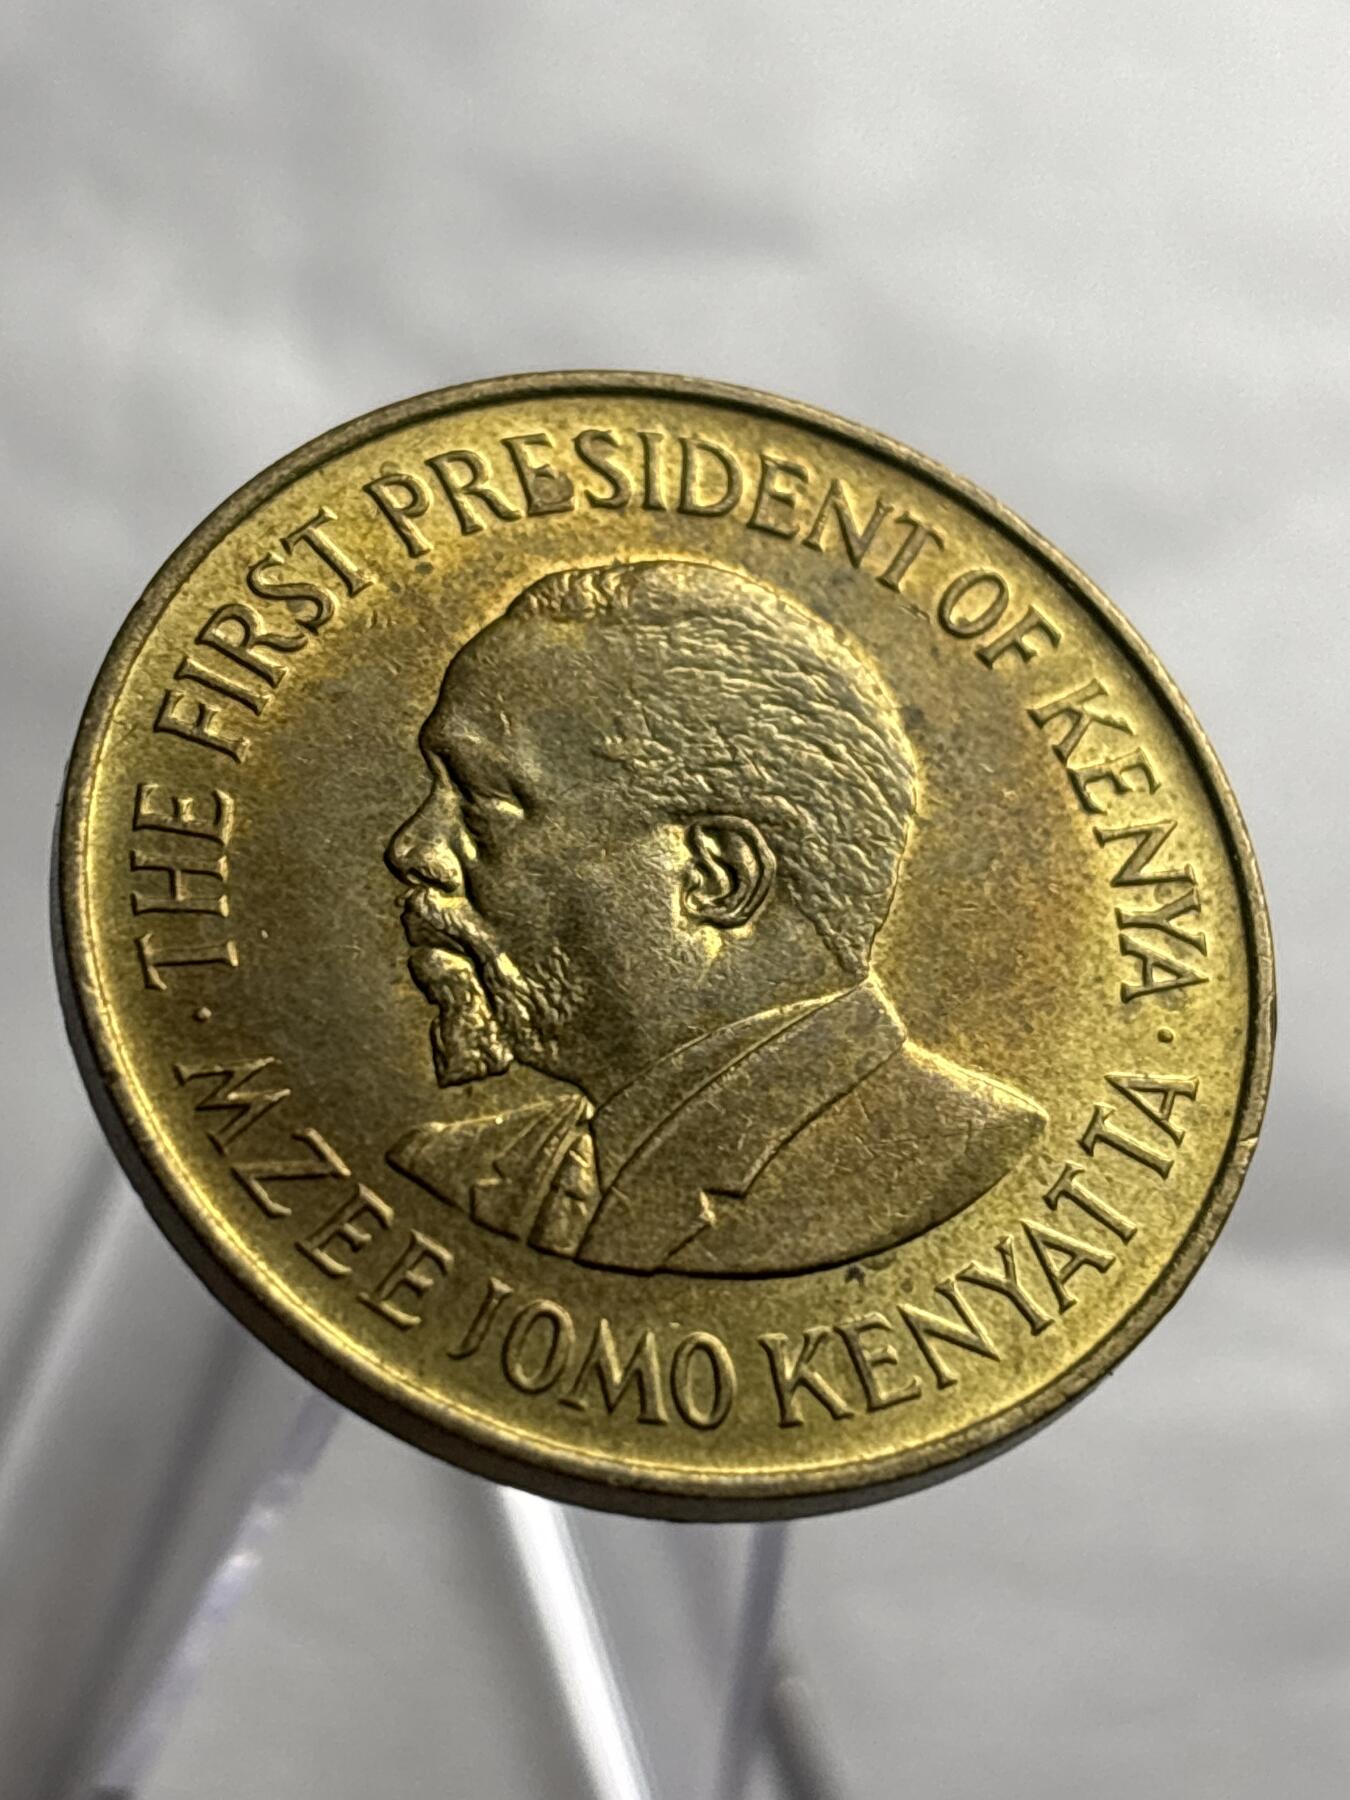 · THE FIRST PRESIDENT OF KENYA ·
MZEE JOMO KENYATTA